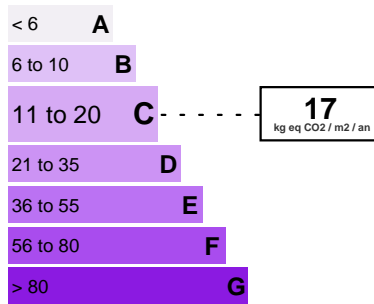 < 6 A
6 to 10 B
11 to 20 C - - - - - - 17
kg eq CO2 / m2 / an
21 to 35 D
36 to 55 E
56 to 80 F
> 80 G